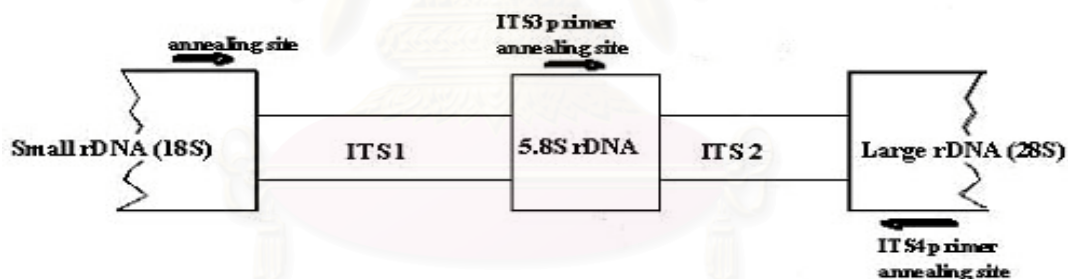 annealing site
ITS3 primer
annealing site
Small rDNA (18S)
ITS1
5.8S rDNA
ITS 2
Large rDNA (28S)
ITS4 primer
annealing site